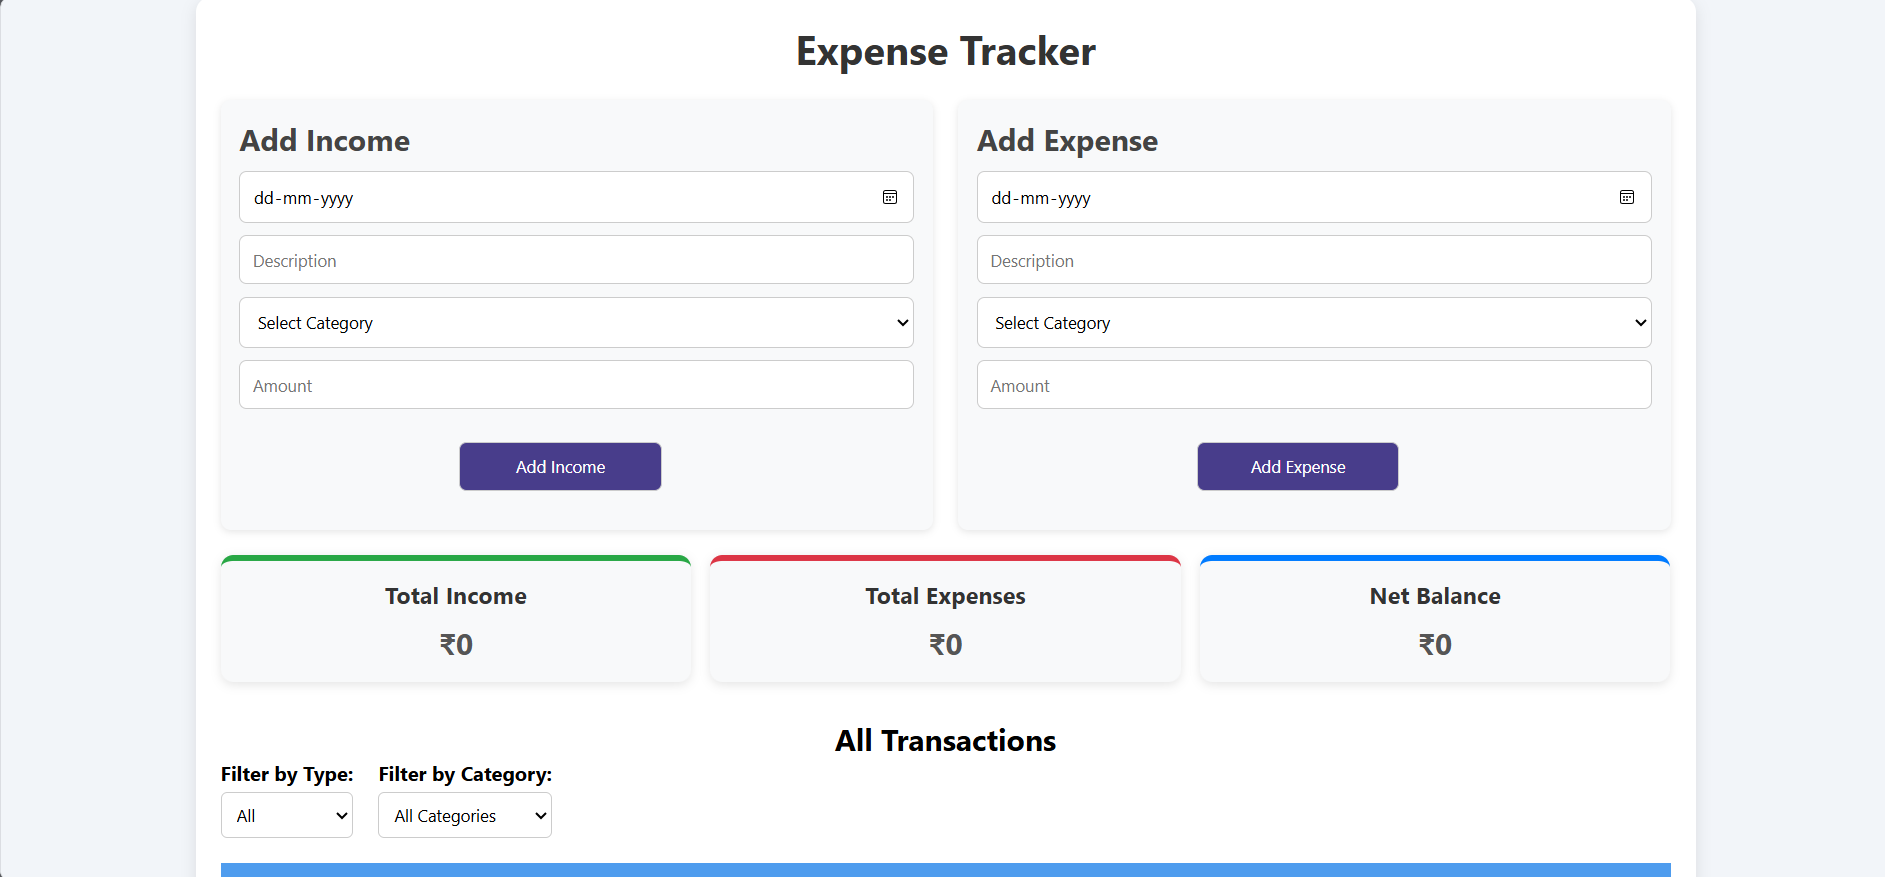 Expense Tracker
Add Income
dd-mm-yyyy
Description
Select Category
Amount
Add Income
Add Expense
dd-mm-yyyy
Description
Select Category
Amount
Add Expense
Total Income
₹0
Total Expenses
₹0
Net Balance
₹0
All Transactions
Filter by Type:
All
Filter by Category:
All Categories